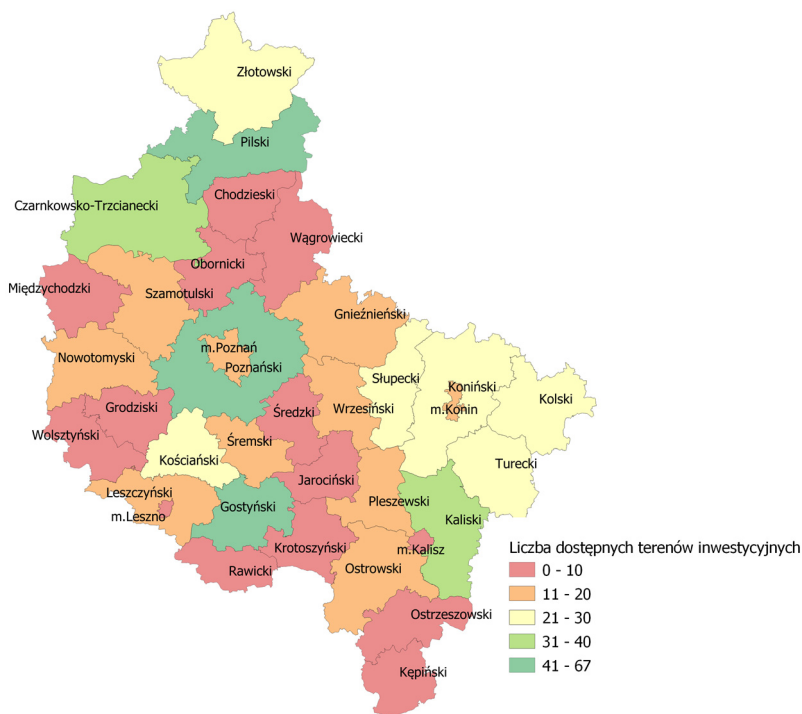 Złotowski
Pilski
Chodzieski
Czarnkowsko-Trzcianecki
Wągrowiecki
Obornicki
Międzychodzki
Szamotulski
Gnieźnieński
m.Poznań
Nowotomyski
Poznański
Słupecki
Koniński
Kolski
m.Konin
Grodziski
Średzki
Wrzesiński
Wolsztyński
Śremski
Kościański
Turecki
Jarociński
Leszczyński
Pleszewski
Gostyński
m.Leszno
Kaliski
Krotoszyński
m.Kalisz
Liczba dostępnych terenów inwestycyjnych
Rawicki
Ostrowski
0 - 10
11 - 20
Ostrzeszowski
21 - 30
31 - 40
Kępiński
41 - 67